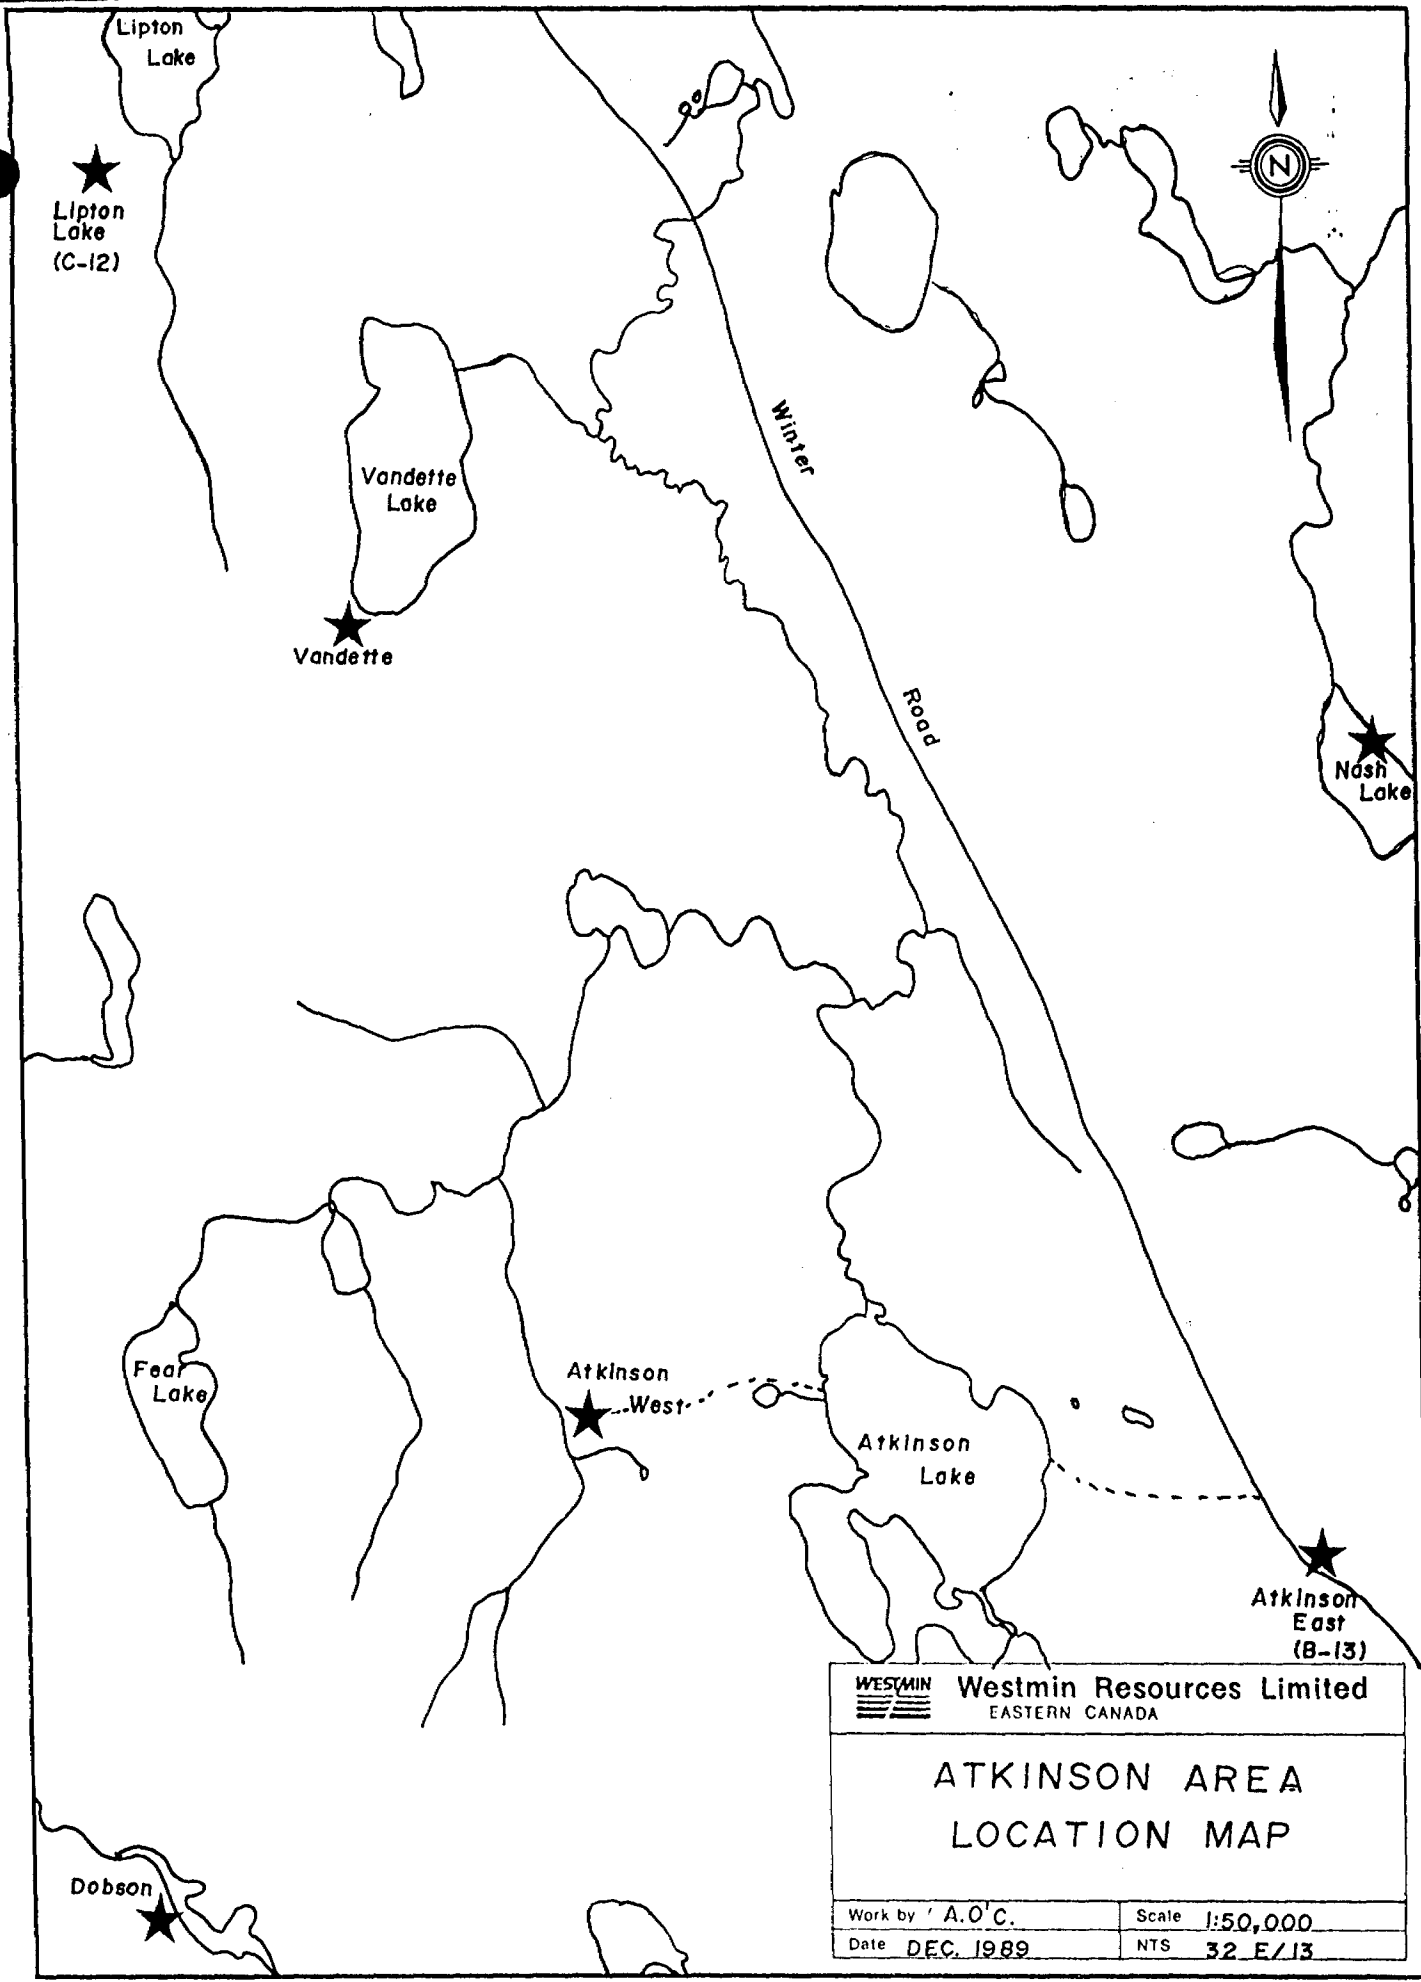 Lipton
Lake
N
Lipton
Lake
(C-12)
Winter
Vandette
Lake
Vandette
Road
Nash
Lake
Fear
Lake
Atkinson
West
Atkinson
Lake
Atkinson
East
(B-13)
WESTMIN
Westmin Resources Limited
EASTERN CANADA
ATKINSON AREA
LOCATION MAP
Dobson
Work by A.O'C.
Scale 1:50,000
Date DEC. 1989
NTS 32 E/13